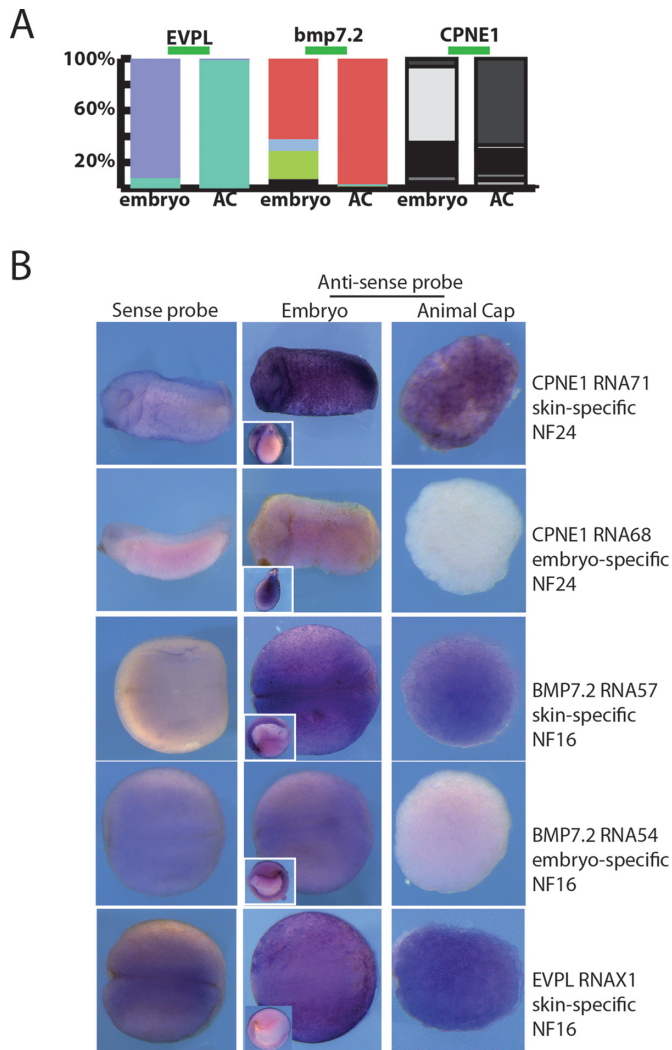 A
EVPL bmp7.2 CPNE1
100%
60%
20%
embryo AC embryo AC embryo AC
B
Anti-sense probe
Sense probe Embryo Animal Cap
CPNE1 RNA71
skin-specific
NF24
CPNE1 RNA68
embryo-specific
NF24
BMP7.2 RNA57
skin-specific
NF16
BMP7.2 RNA54
embryo-specific
NF16
EVPL RNAX1
skin-specific
NF16